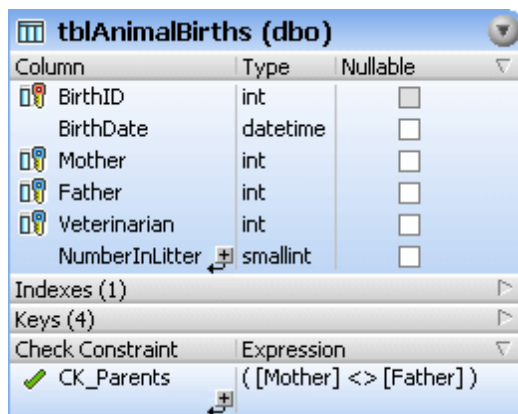 tblAnimalBirths (dbo)
Column Type Nullable
BirthID int
BirthDate datetime
Mother int
Father int
Veterinarian int
NumberInLitter smallint
Indexes (1)
Keys (4)
Check Constraint Expression
CK_Parents ( [Mother] <> [Father] )